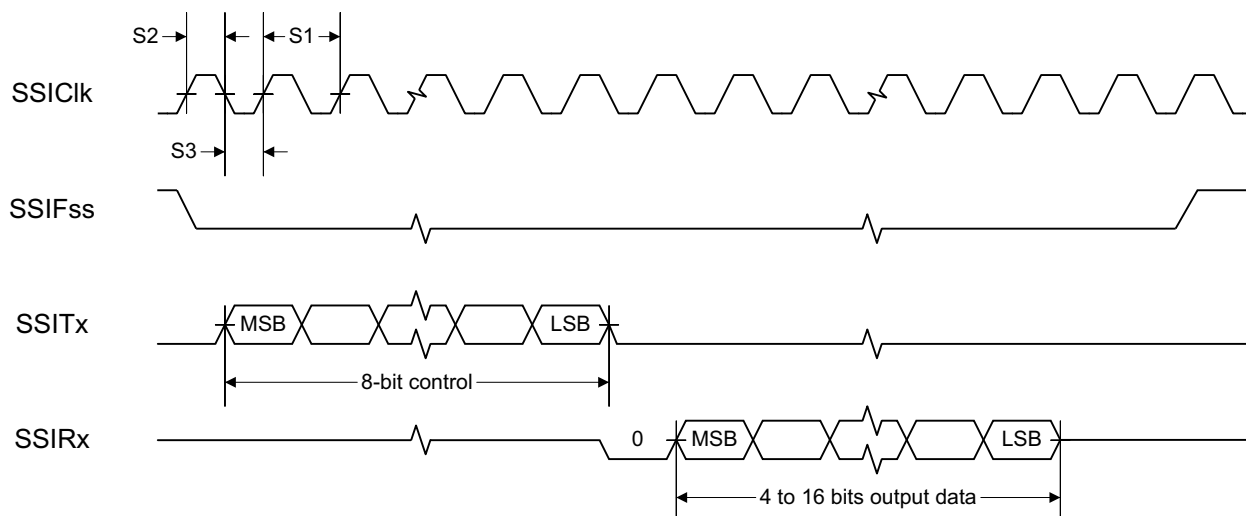 S2
S1
SSIClk
S3
SSIFss
SSITx
MSB
LSB
8-bit control
SSIRx
0
MSB
LSB
4 to 16 bits output data